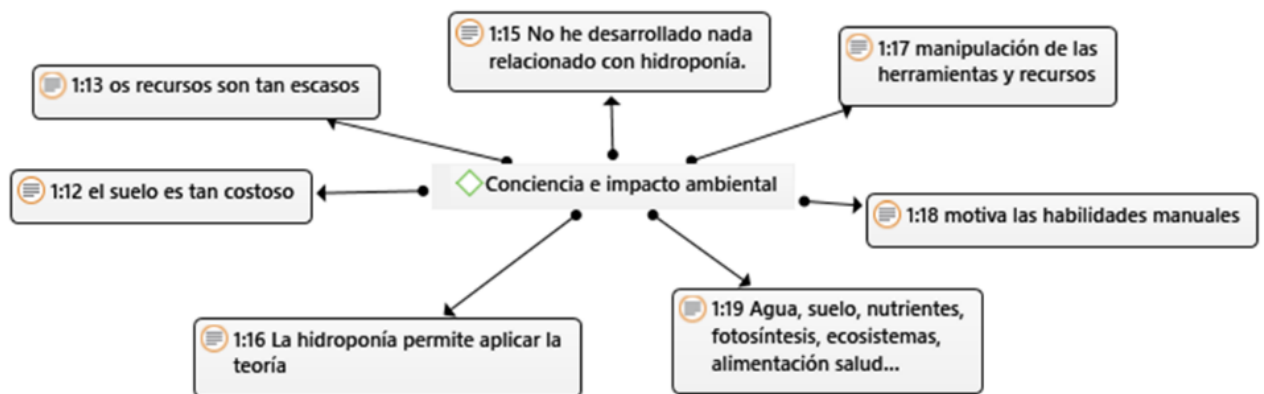 1:15 No he desarrollado nada
relacionado con hidroponía.
1:17 manipulación de las
herramientas y recursos
1:13 os recursos son tan escasos
1:12 el suelo es tan costoso
Conciencia e impacto ambiental
1:18 motiva las habilidades manuales
1:16 La hidroponía permite aplicar la
teoría
1:19 Agua, suelo, nutrientes,
fotosíntesis, ecosistemas,
alimentación salud...